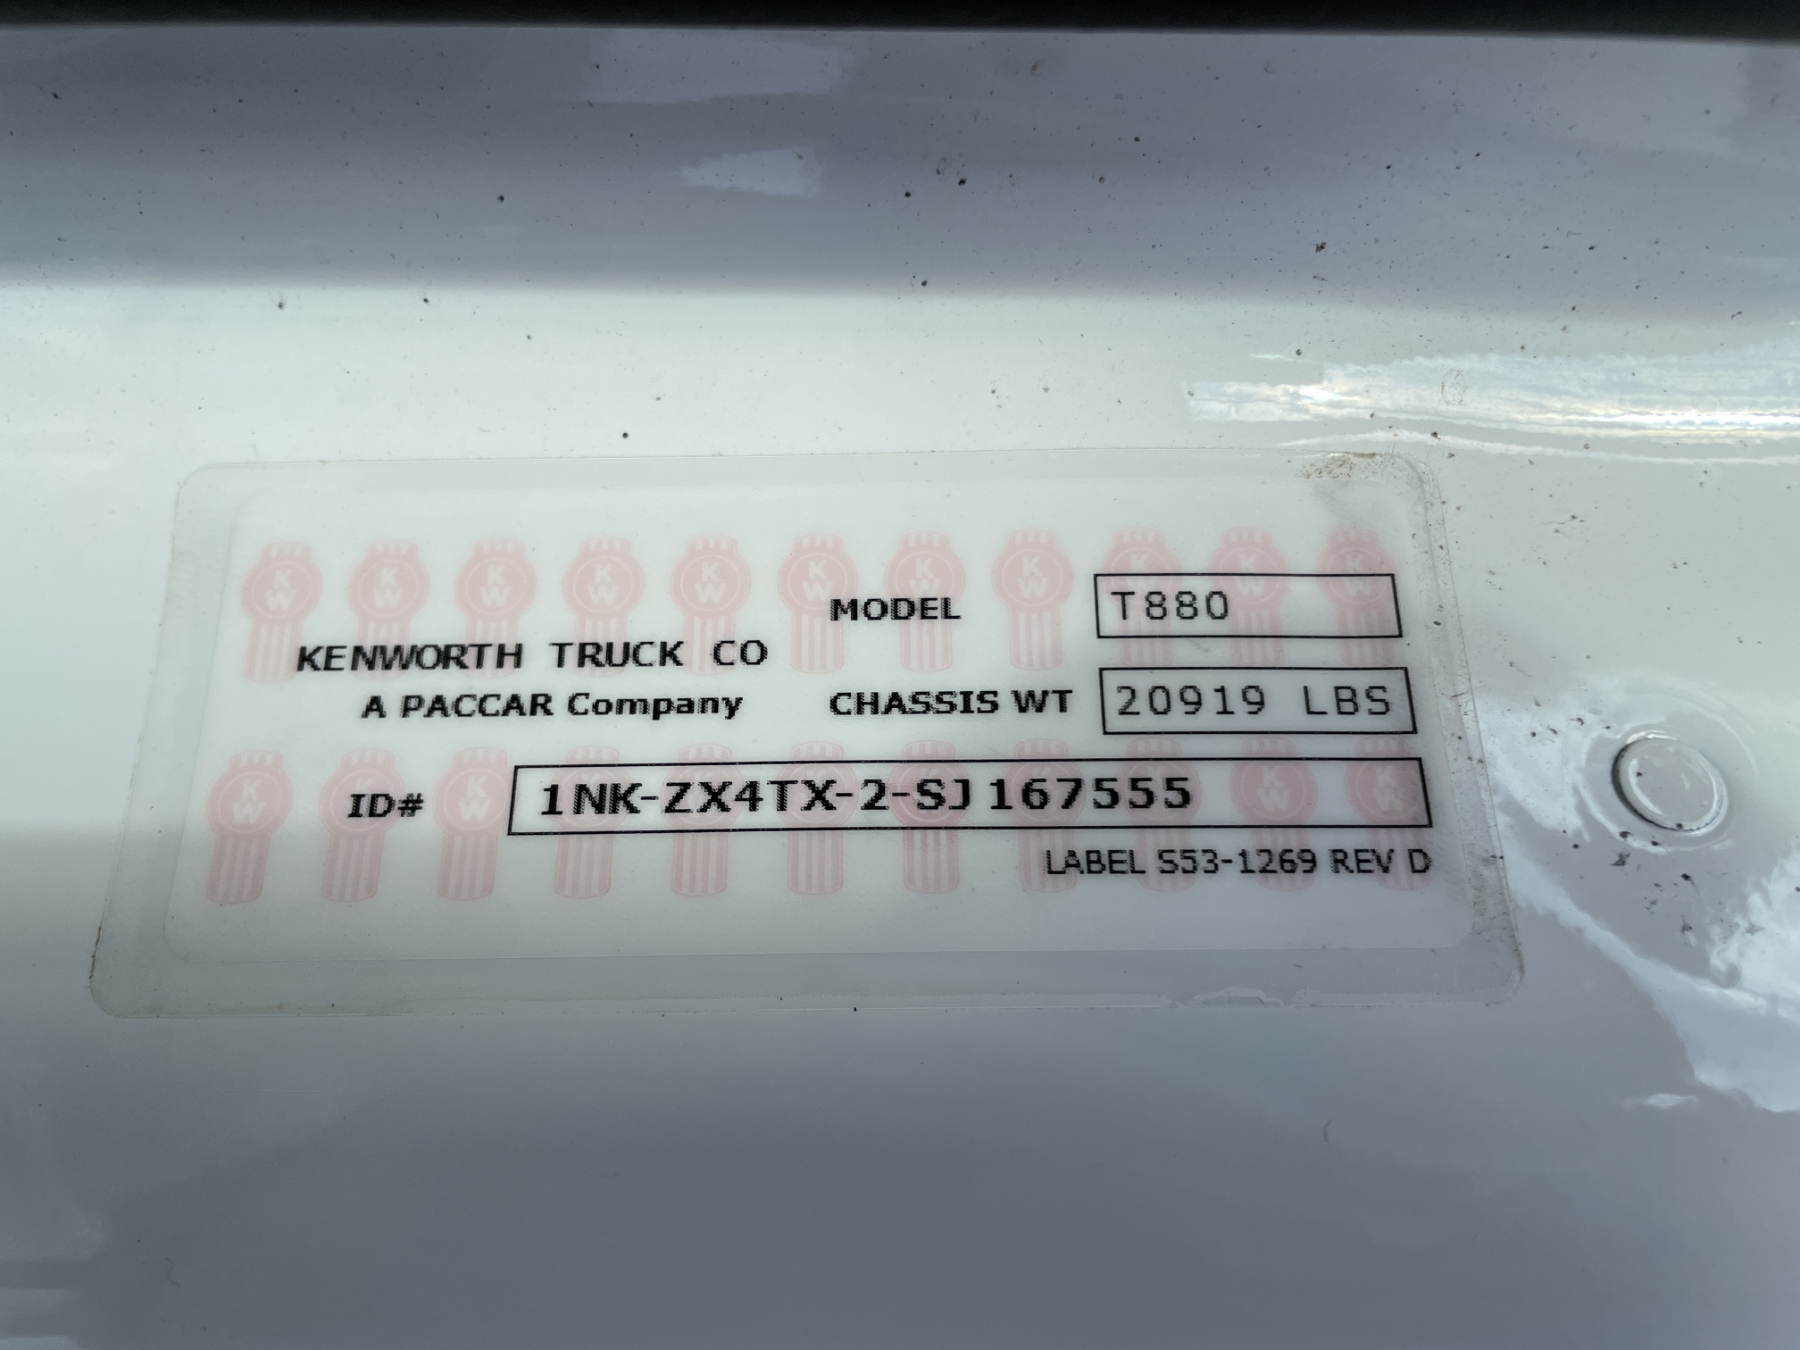 MODEL T880
KENWORTH TRUCK CO
A PACCAR Company
CHASSIS WT 20919 LBS
ID# 1NK-ZX4TX-2-SJ167555
LABEL S53-1269 REV D